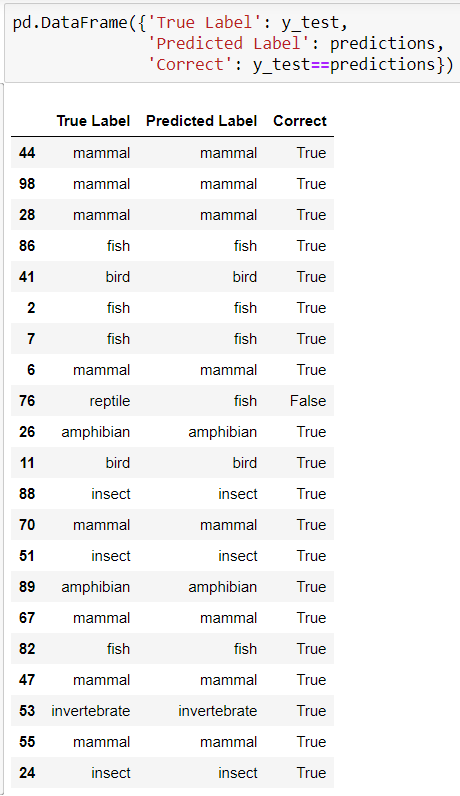 pd.DataFrame({'True Label': y_test,
'Predicted Label': predictions,
'Correct': y_test==predictions})
True Label Predicted Label Correct
44 mammal mammal True
98 mammal mammal True
28 mammal mammal True
86 fish fish True
41 bird bird True
2 fish fish True
7 fish fish True
6 mammal mammal True
76 reptile fish False
26 amphibian amphibian True
11 bird bird True
88 insect insect True
70 mammal mammal True
51 insect insect True
89 amphibian amphibian True
67 mammal mammal True
82 fish fish True
47 mammal mammal True
53 invertebrate invertebrate True
55 mammal mammal True
24 insect insect True